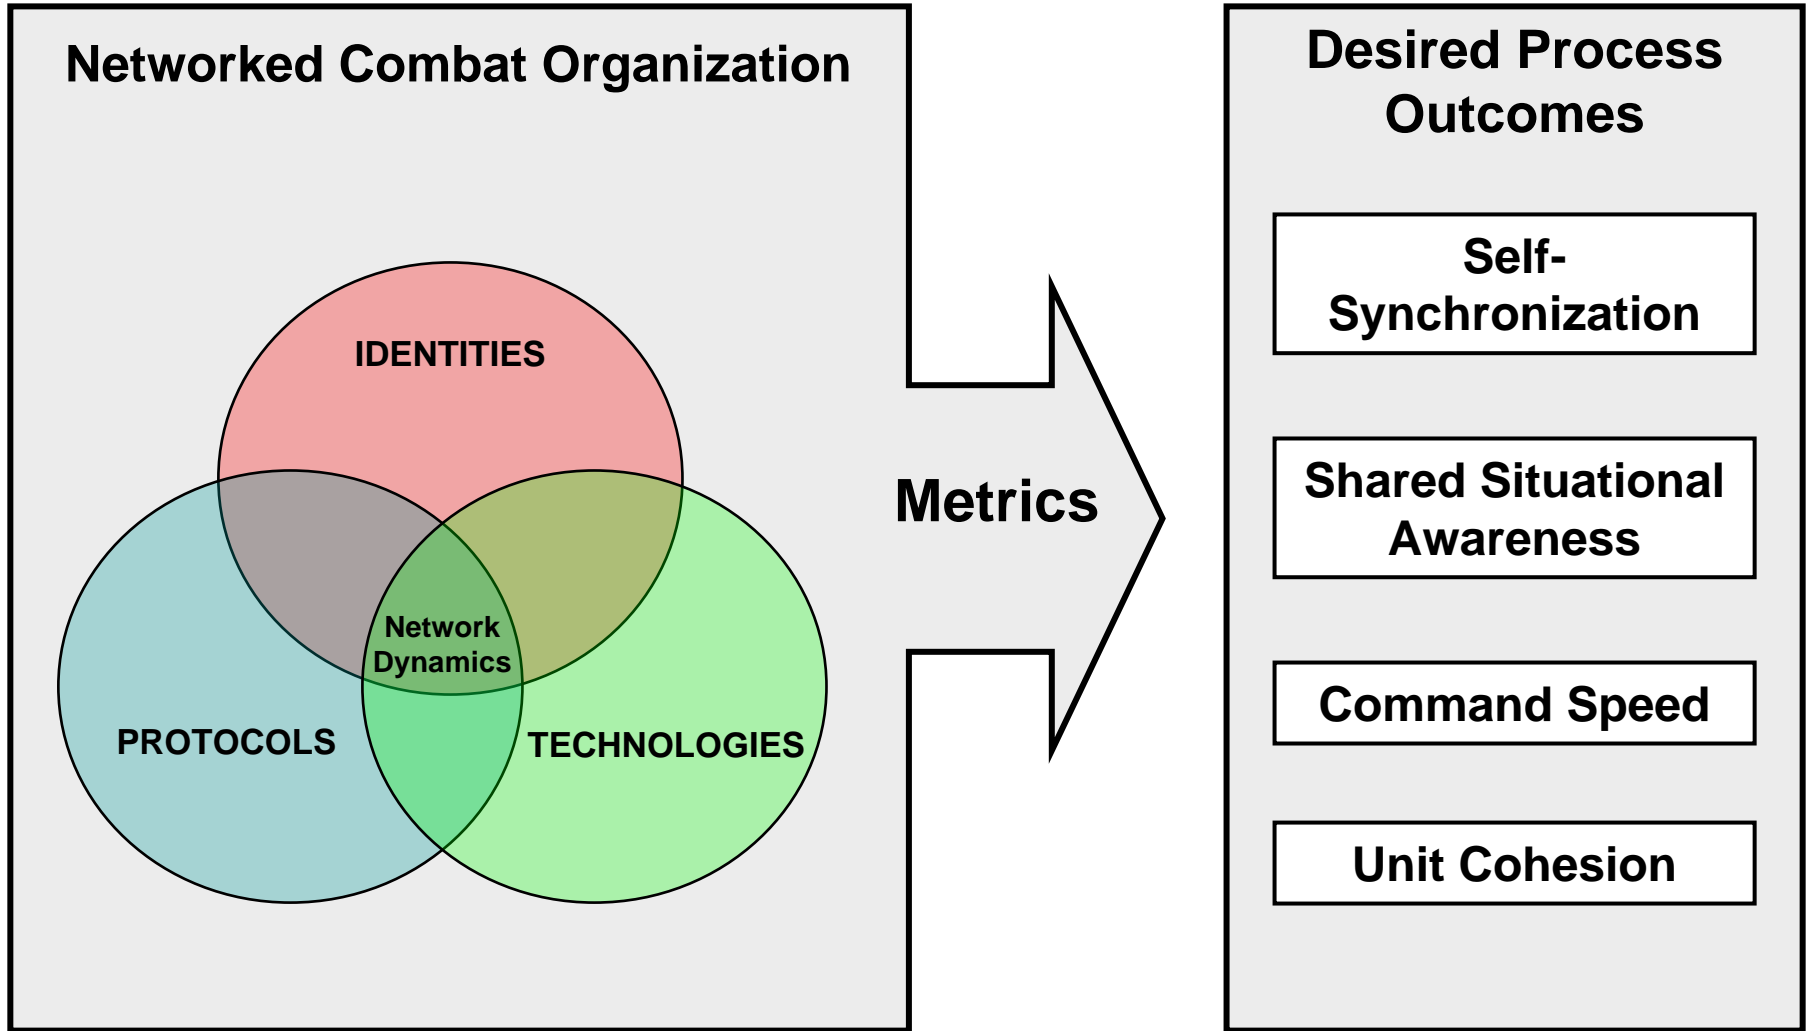 Networked Combat Organization
IDENTITIES
Network
Dynamics
PROTOCOLS
TECHNOLOGIES
Metrics
Desired Process
Outcomes
Self-
Synchronization
Shared Situational
Awareness
Command Speed
Unit Cohesion